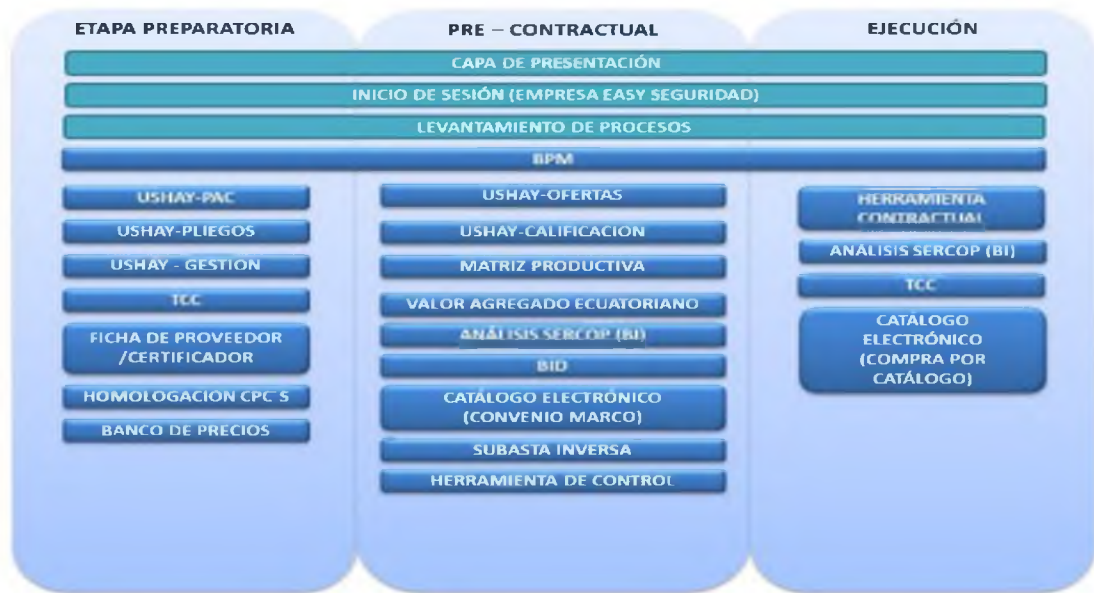 ETAPA PREPARATORIA
PRE – CONTRACTUAL
EJECUCIÓN
CAPA DE PRESENTACIÓN
INICIO DE SESIÓN (EMPRESA EASY SEGURIDAD)
LEVANTAMIENTO DE PROCESOS
BPM
USHAY-PAC
USHAY-PLIEGOS
USHAY - GESTION
TCC
FICHA DE PROVEEDOR
/CERTIFICADOR
HOMOLOGACION CPC´S
BANCO DE PRECIOS
USHAY-OFERTAS
USHAY-CALIFICACION
MATRIZ PRODUCTIVA
VALOR AGREGADO ECUATORIANO
ANÁLISIS SERCOP (BI)
BID
CATÁLOGO ELECTRÓNICO
(CONVENIO MARCO)
SUBASTA INVERSA
HERRAMIENTA DE CONTROL
HERRAMIENTA
CONTRACTUAL
ANÁLISIS SERCOP (BI)
TCC
CATÁLOGO
ELECTRÓNICO
(COMPRA POR
CATÁLOGO)